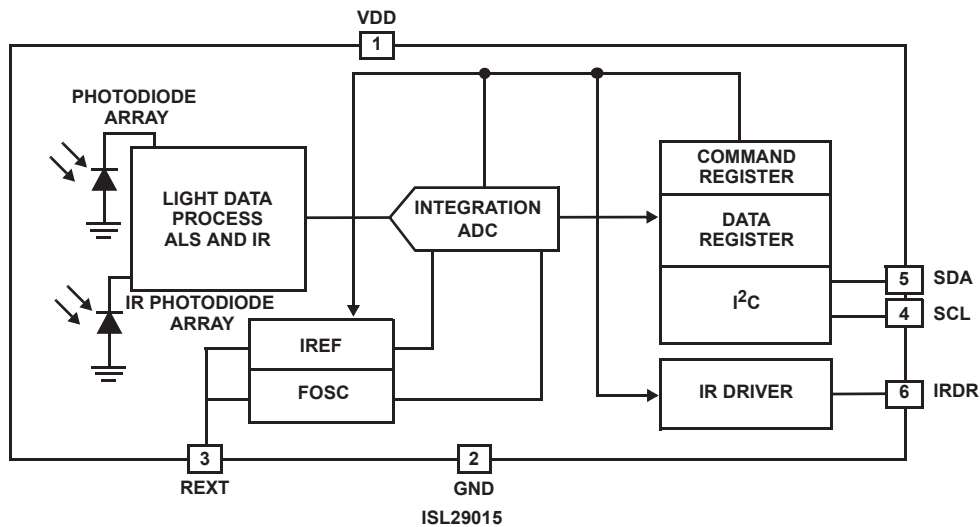 VDD
1
PHOTODIODE
ARRAY
LIGHT DATA
PROCESS
ALS AND IR
INTEGRATION
ADC
COMMAND
REGISTER
DATA
REGISTER
I²C
5 SDA
4 SCL
IR PHOTODIODE
ARRAY
IREF
FOSC
IR DRIVER
6 IRDR
3
REXT
2
GND
ISL29015